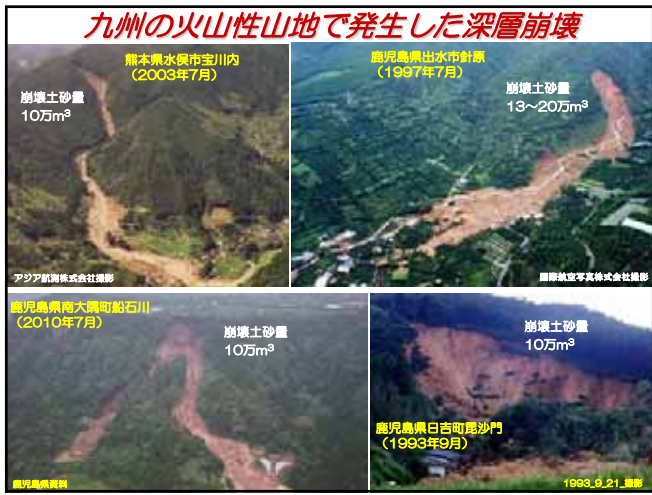 九州の火山性山地で発生した深層崩壊
熊本県水俣市宝川内
（2003年7月）
崩壊土砂量
10万m³
アジア航測株式会社撮影
鹿児島県出水市針原
（1997年7月）
崩壊土砂量
13～20万m³
国際航空写真株式会社撮影
鹿児島県南大隅町船石川
（2010年7月）
崩壊土砂量
10万m³
鹿児島県資料
崩壊土砂量
10万m³
鹿児島県日吉町毘沙門
（1993年9月）
1993_9_21_撮影